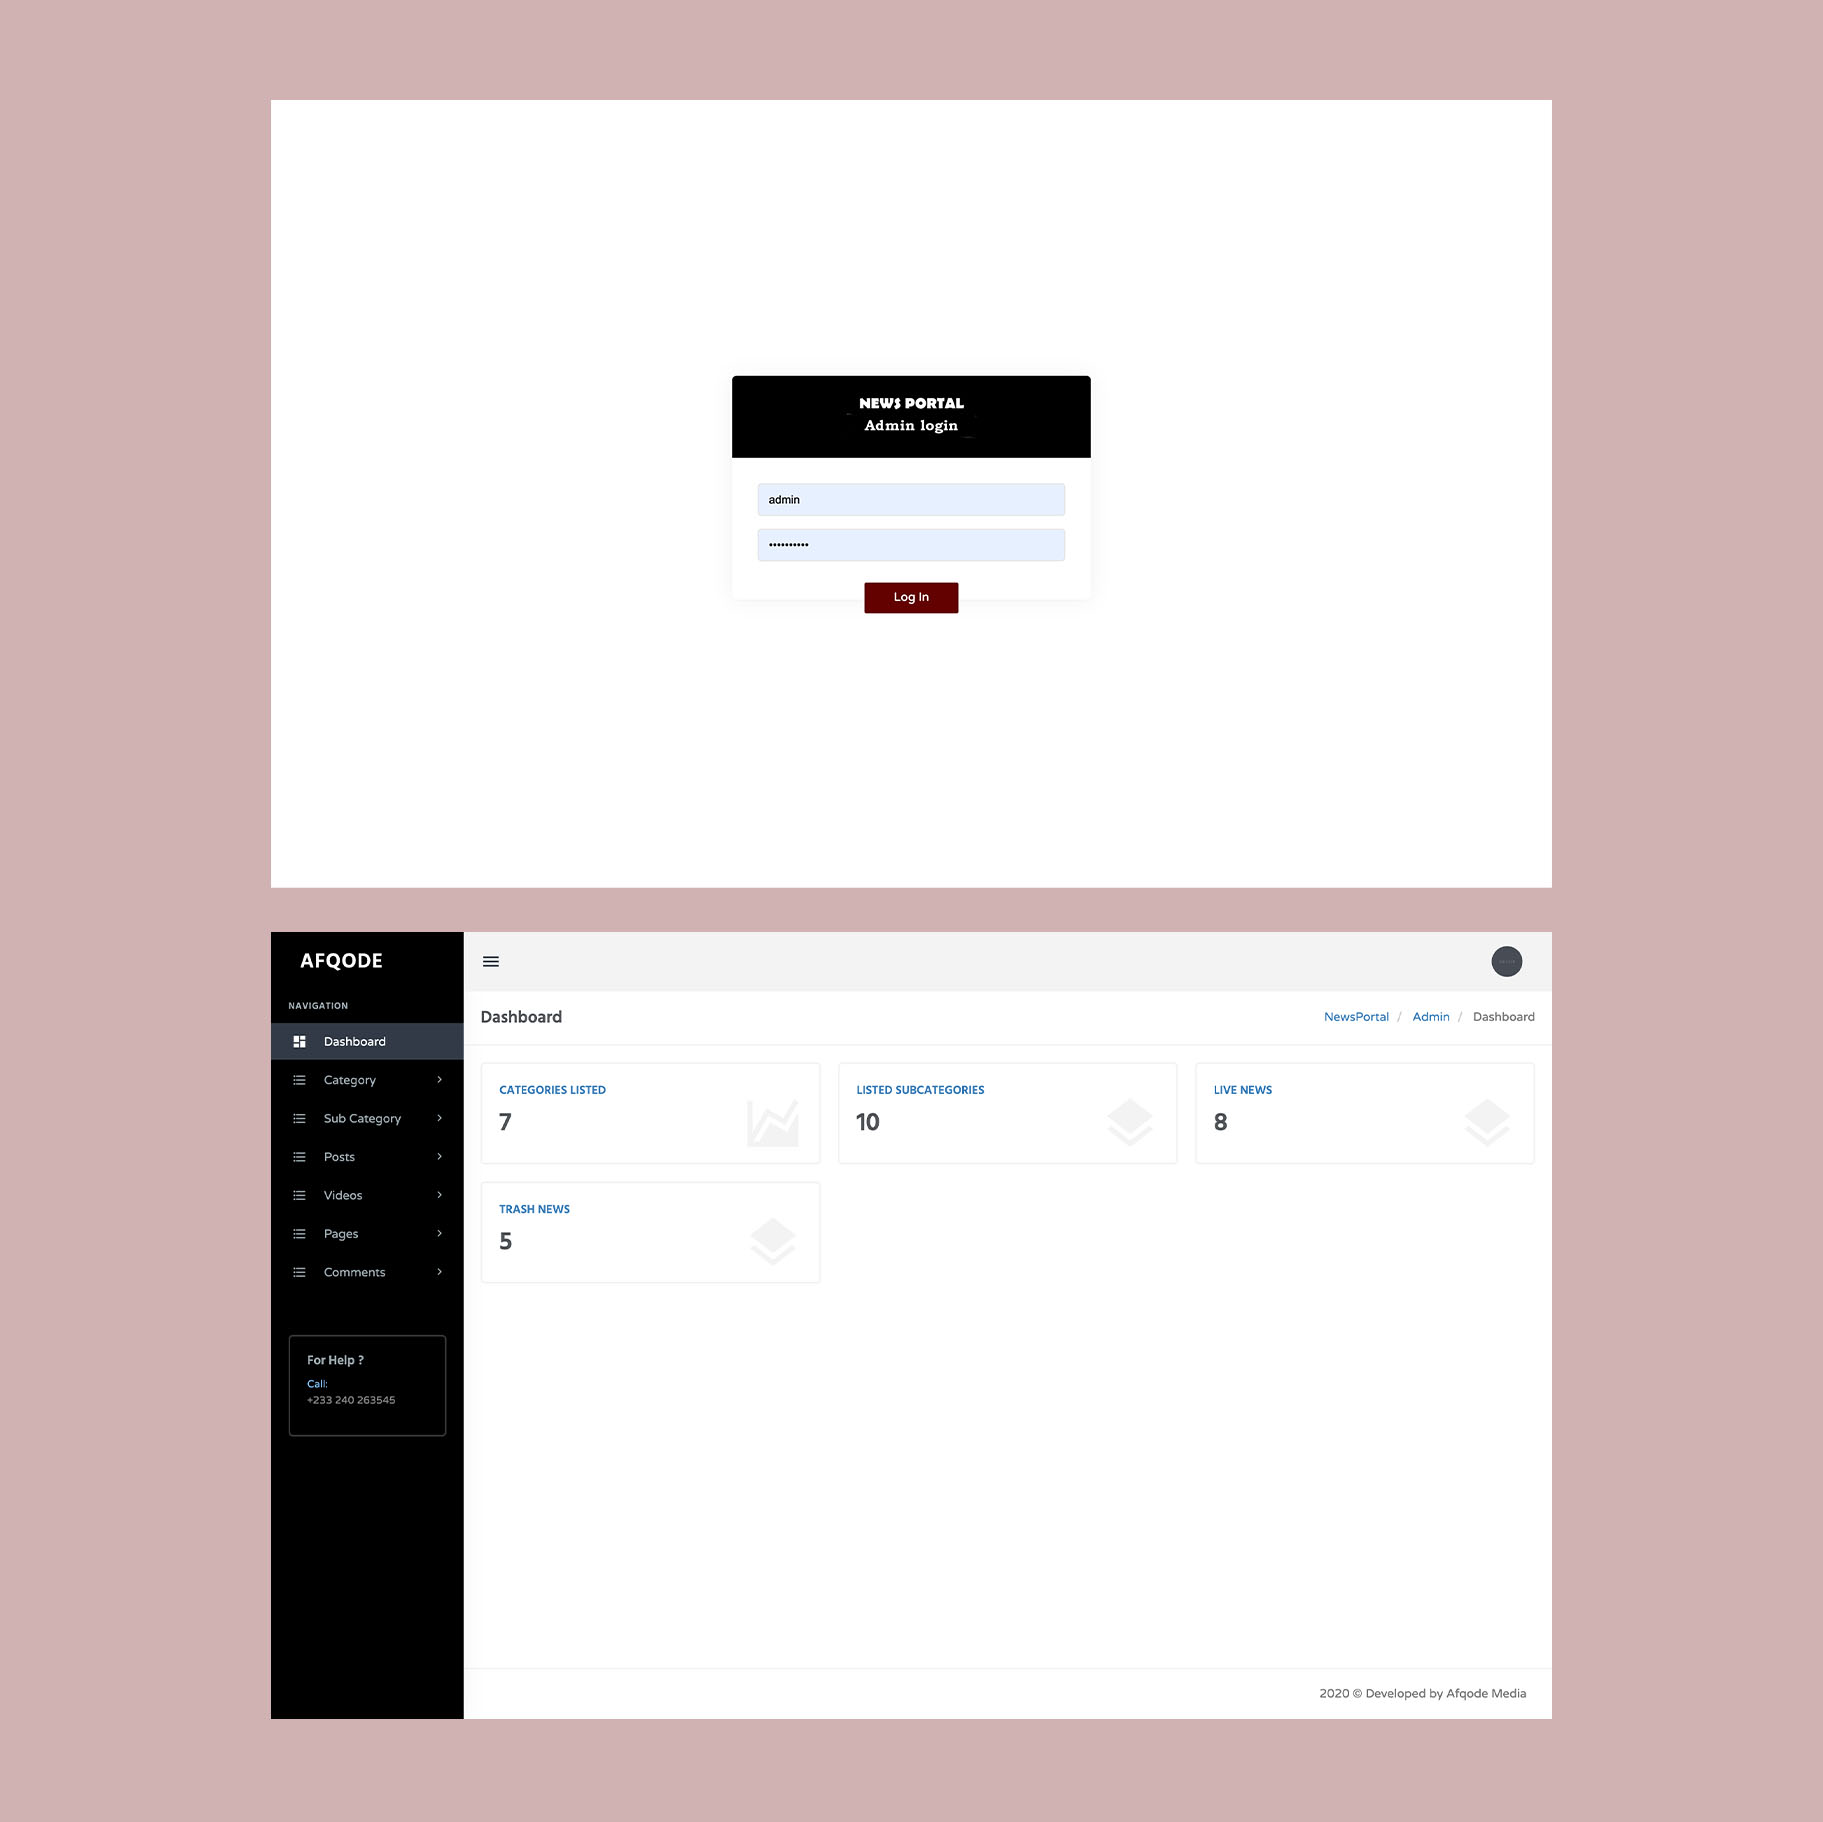 NEWS PORTAL
Admin login
admin
••••••••••
Log In
AFQODE
NAVIGATION
Dashboard
Category
Sub Category
Posts
Videos
Pages
Comments
For Help ?
Call:
+233 240 263545
Dashboard
NewsPortal / Admin / Dashboard
CATEGORIES LISTED
7
LISTED SUBCATEGORIES
10
LIVE NEWS
8
TRASH NEWS
5
2020 © Developed by Afqode Media